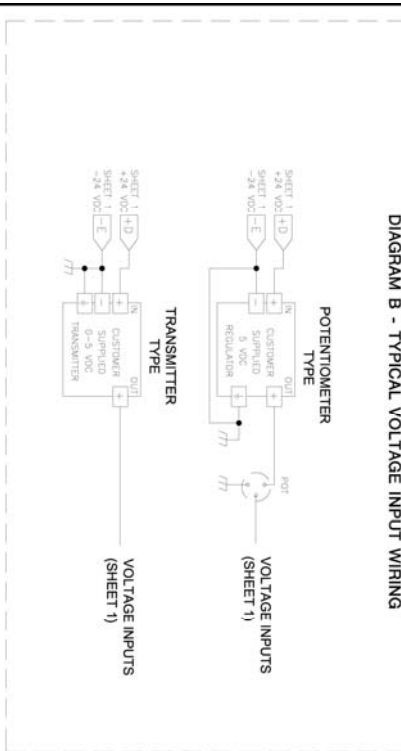 DIAGRAM B - TYPICAL VOLTAGE INPUT WIRING
POTENTIOMETER
TYPE
SHEET 1
+24 VDC
+D
SHEET 1
-24 VDC
-E
IN
OUT
+
-
+
+
CUSTOMER
SUPPLIED
5 VDC
REGULATOR
POT
VOLTAGE INPUTS
(SHEET 1)
TRANSMITTER
TYPE
SHEET 1
+24 VDC
+D
SHEET 1
-24 VDC
-E
IN
OUT
+
-
+
+
CUSTOMER
SUPPLIED
0-5 VDC
TRANSMITTER
VOLTAGE INPUTS
(SHEET 1)